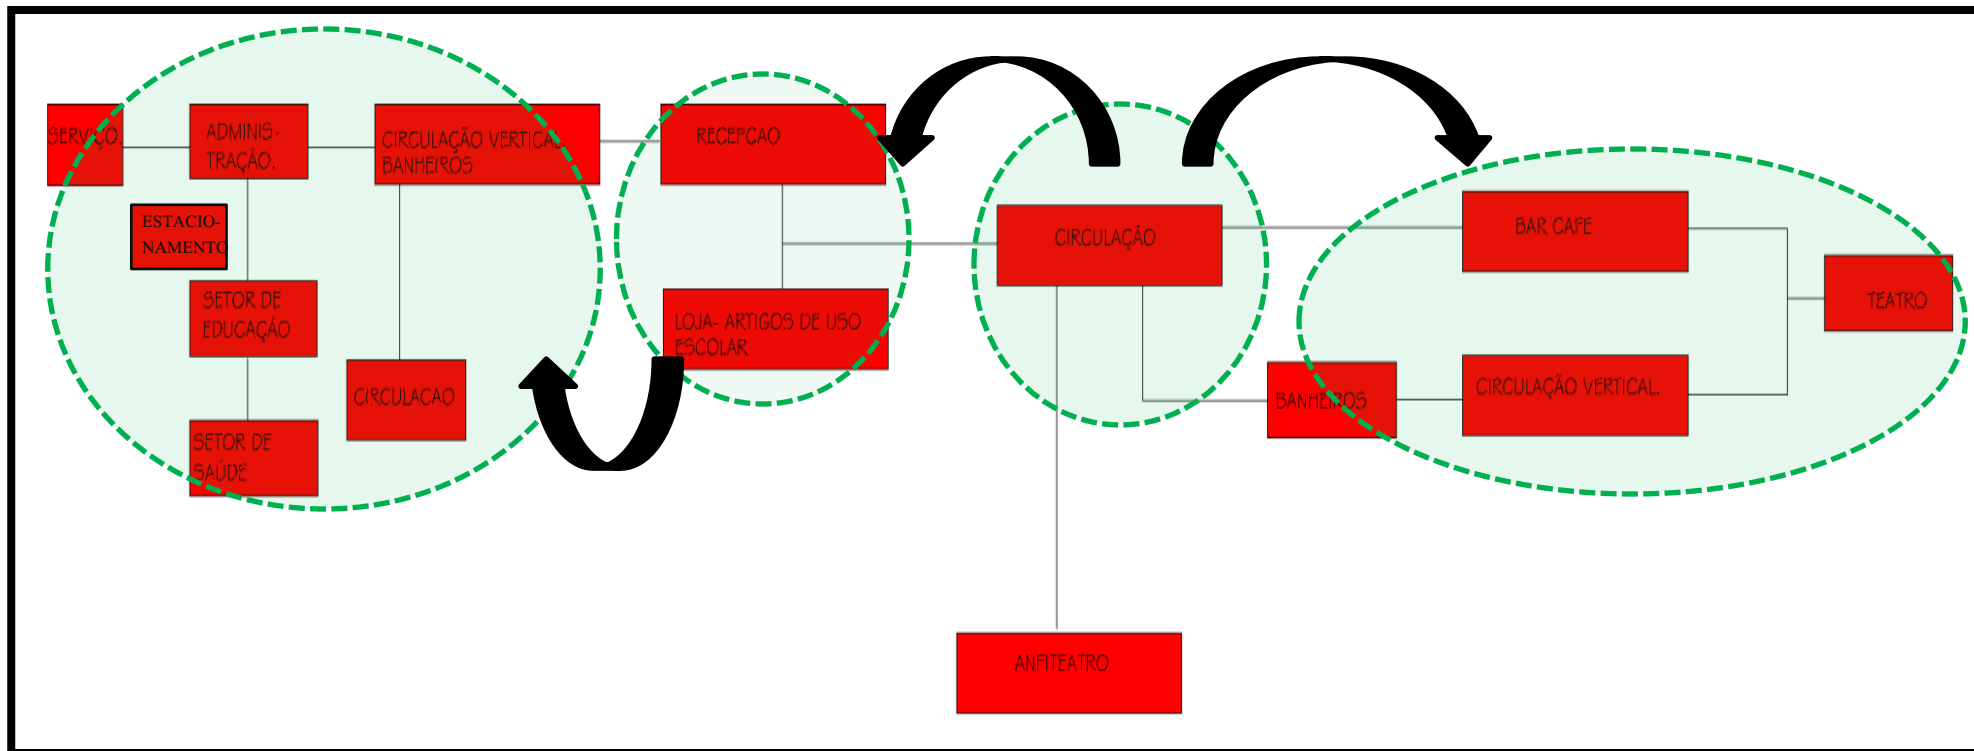 SERVIÇO.
ADMINIS-
TRAÇÃO.
CIRCULAÇÃO VERTICAL
BANHEIROS
RECEPCAO
ESTACIO-
NAMENTO
SETOR DE
EDUCAÇÃO
CIRCULACAO
SETOR DE
SAÚDE
LOJA- ARTIGOS DE USO
ESCOLAR
CIRCULAÇÃO
BAR CAFE
TEATRO
BANHEIROS
CIRCULAÇÃO VERTICAL.
ANFITEATRO